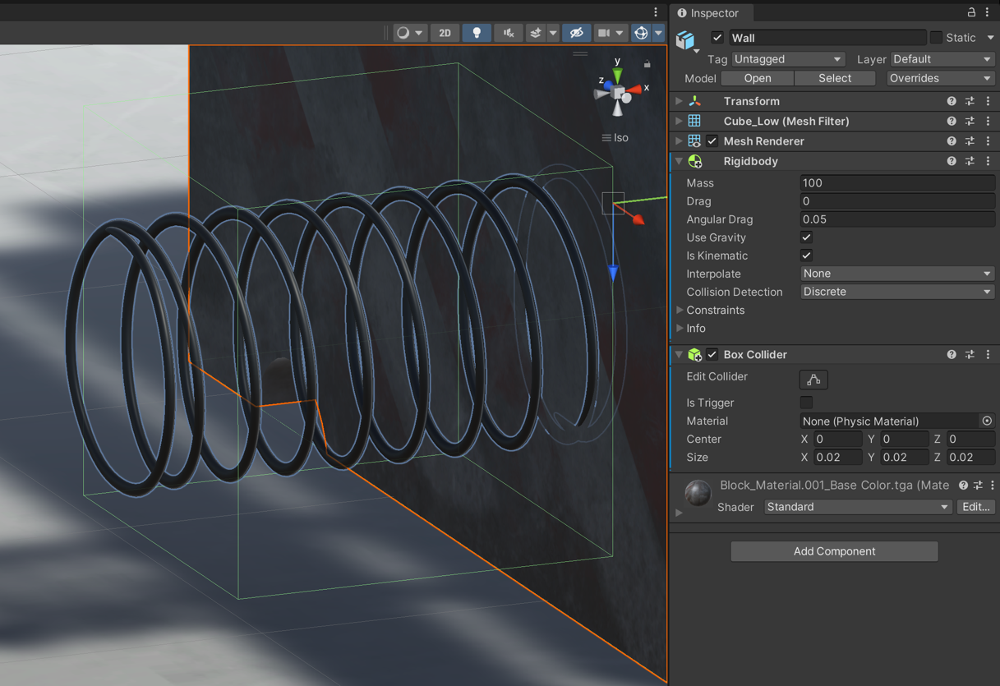 Inspector
2D
Wall
Static
Tag Untagged Layer Default
Model Open Select Overrides
y
z
x
Iso
Transform
Cube_Low (Mesh Filter)
Mesh Renderer
Rigidbody
Mass 100
Drag 0
Angular Drag 0.05
Use Gravity
Is Kinematic
Interpolate None
Collision Detection Discrete
Constraints
Info
Box Collider
Edit Collider
Is Trigger
Material None (Physic Material)
Center X 0 Y 0 Z 0
Size X 0.02 Y 0.02 Z 0.02
Block_Material.001_Base Color.tga (Mate
Shader Standard Edit...
Add Component